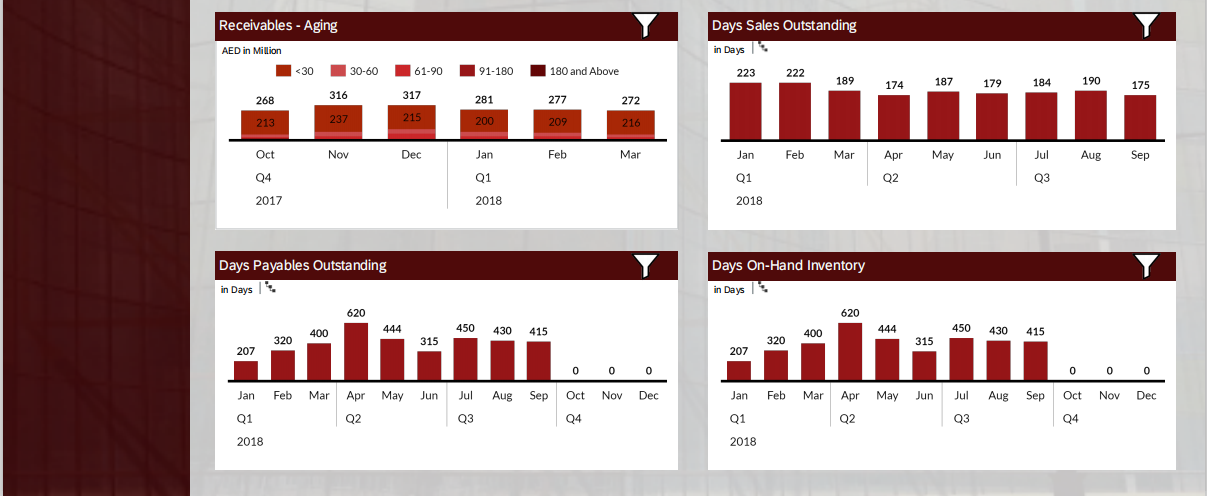 Receivables - Aging
AED in Million
<30 30-60 61-90 91-180 180 and Above
268 316 317 281 277 272
213 237 215 200 209 216
Oct Nov Dec Jan Feb Mar
Q4 Q1
2017 2018
Days Sales Outstanding
in Days
223 222 189 174 187 179 184 190 175
Jan Feb Mar Apr May Jun Jul Aug Sep
Q1 Q2 Q3
2018
Days Payables Outstanding
in Days
207 320 400 620 444 315 450 430 415 0 0 0
Jan Feb Mar Apr May Jun Jul Aug Sep Oct Nov Dec
Q1 Q2 Q3 Q4
2018
Days On-Hand Inventory
in Days
207 320 400 620 444 315 450 430 415 0 0 0
Jan Feb Mar Apr May Jun Jul Aug Sep Oct Nov Dec
Q1 Q2 Q3 Q4
2018